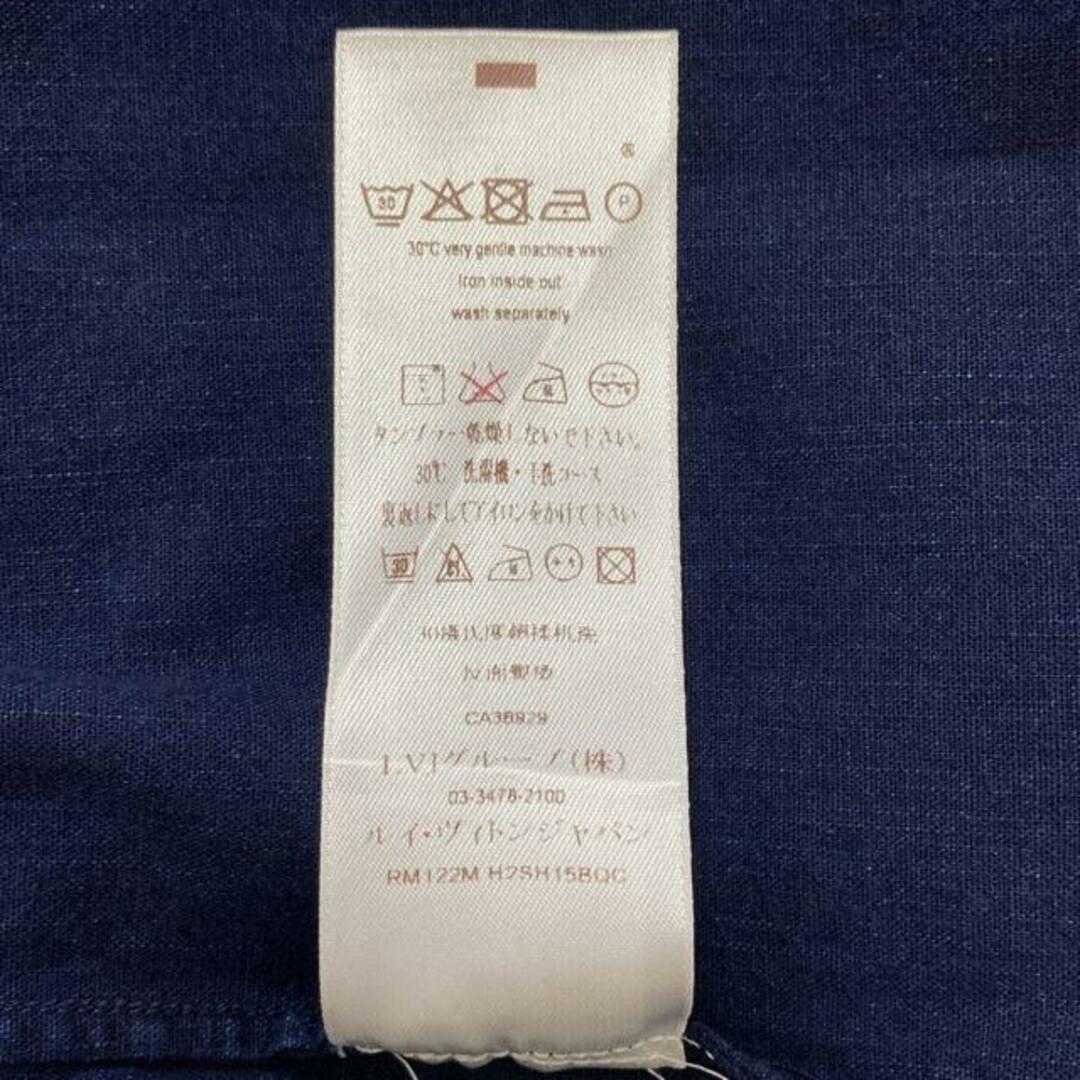 30
P
30°C very gentle machine wash
Iron inside out
wash separately
タンブラー乾燥しないで下さい。
30℃ 洗濯機・手洗コース
裏返しにしてアイロンをかけて下さい
30
CA36929
LVJグループ(株)
03-3478-2100
ルイ・ヴィトンジャパン
RM122M H2SH15BQC